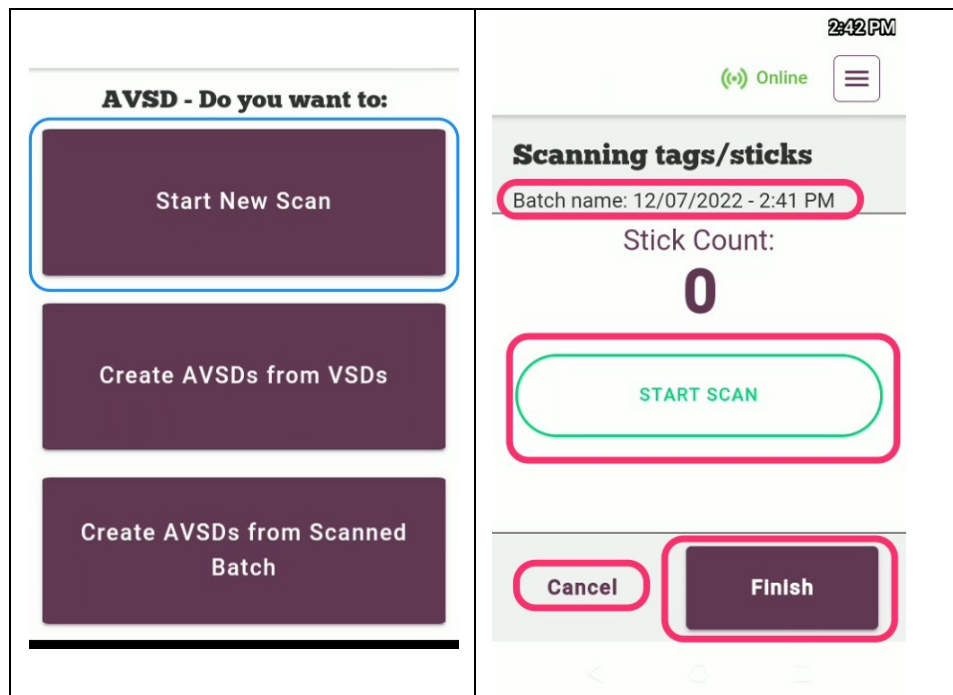 AVSD - Do you want to:
Start New Scan
Create AVSDs from VSDs
Create AVSDs from Scanned
Batch
2:42 PM
Online
Scanning tags/sticks
Batch name: 12/07/2022 - 2:41 PM
Stick Count:
0
START SCAN
Cancel
Finish